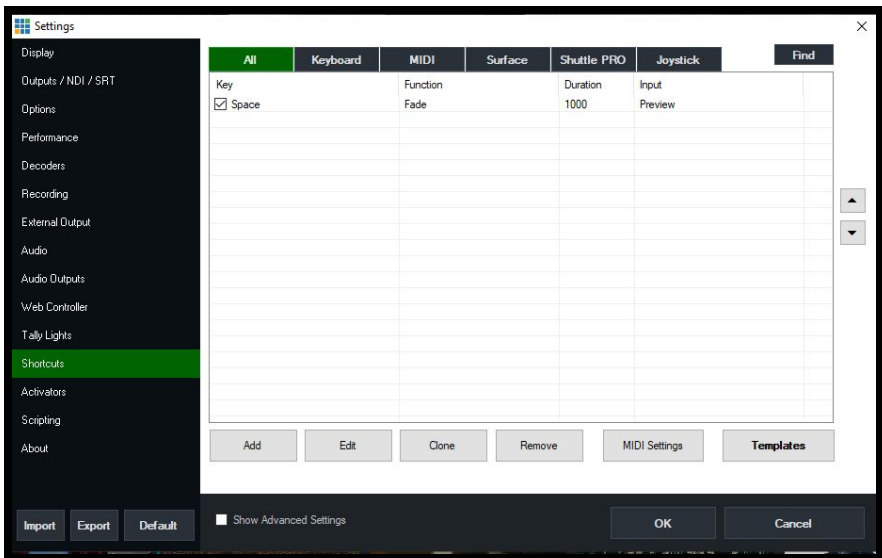 Settings
Display
Outputs / NDI / SRT
Options
Performance
Decoders
Recording
External Output
Audio
Audio Outputs
Web Controller
Tally Lights
Shortcuts
Activators
Scripting
About
Import Export Default
All Keyboard MIDI Surface Shuttle PRO Joystick Find
Key Function Duration Input
Space Fade 1000 Preview
Add Edit Clone Remove MIDI Settings Templates
Show Advanced Settings
OK Cancel